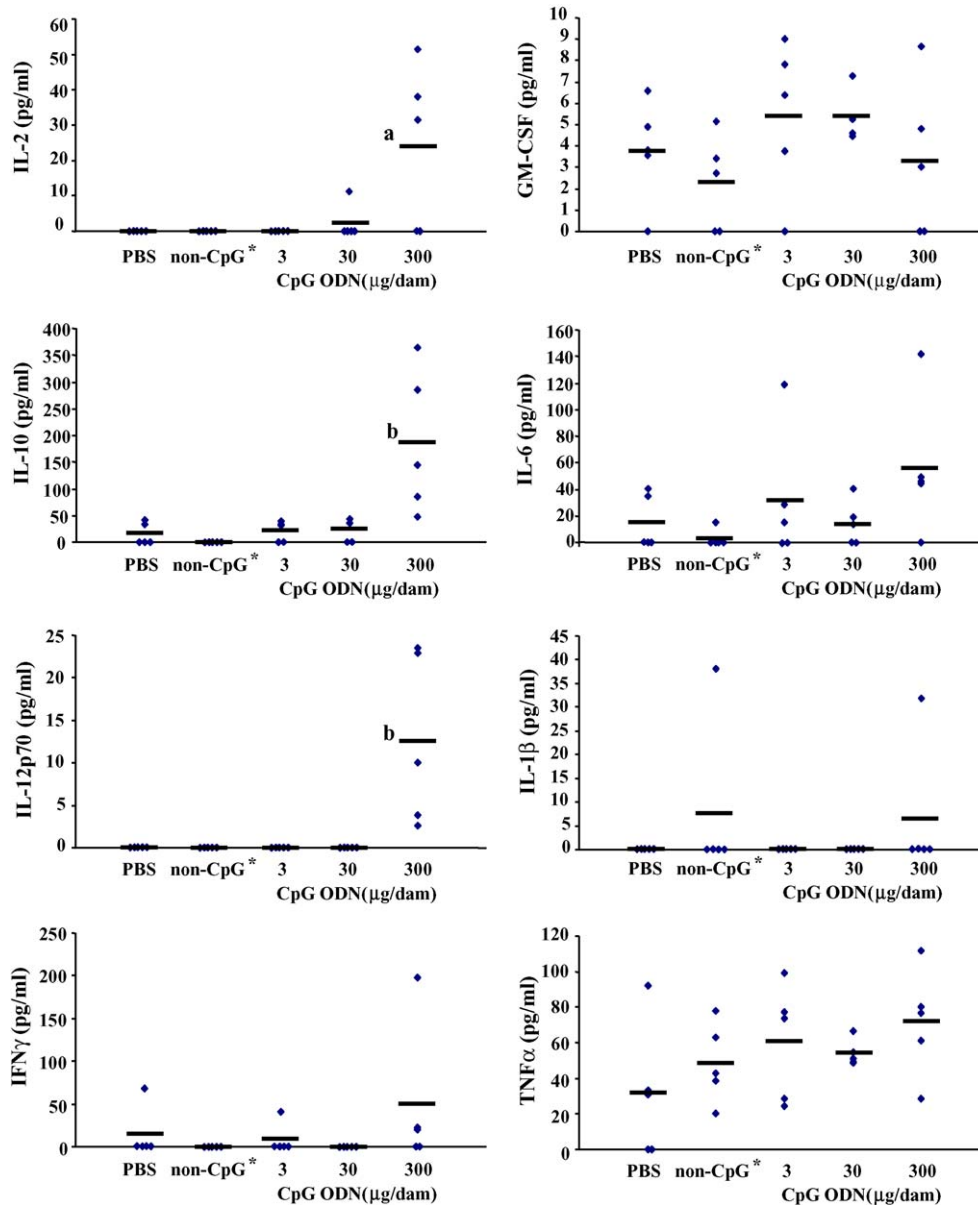 IL-2 (pg/ml)
60
50
40
30
20
10
0
a
PBS non-CpG* 3 30 300
CpG ODN(μg/dam)
GM-CSF (pg/ml)
10
9
8
7
6
5
4
3
2
1
0
PBS non-CpG* 3 30 300
CpG ODN(μg/dam)
IL-10 (pg/ml)
400
350
300
250
200
150
100
50
0
b
PBS non-CpG* 3 30 300
CpG ODN(μg/dam)
IL-6 (pg/ml)
160
140
120
100
80
60
40
20
0
PBS non-CpG* 3 30 300
CpG ODN(μg/dam)
IL-12p70 (pg/ml)
25
20
15
10
5
0
b
PBS non-CpG* 3 30 300
CpG ODN(μg/dam)
IL-1β (pg/ml)
45
40
35
30
25
20
15
10
5
0
PBS non-CpG* 3 30 300
CpG ODN(μg/dam)
IFNγ (pg/ml)
250
200
150
100
50
0
PBS non-CpG* 3 30 300
CpG ODN(μg/dam)
TNFα (pg/ml)
120
100
80
60
40
20
0
PBS non-CpG* 3 30 300
CpG ODN(μg/dam)